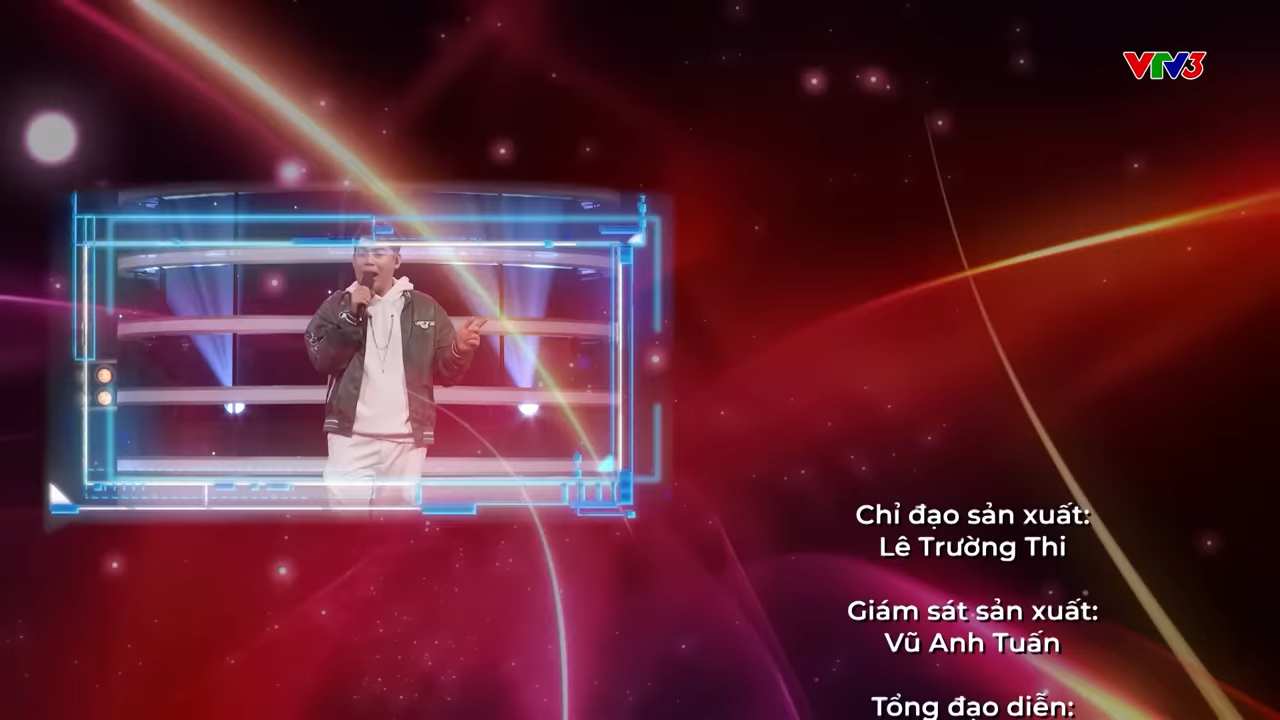 VTV3
Chỉ đạo sản xuất:
Lê Trường Thi
Giám sát sản xuất:
Vũ Anh Tuấn
Tổng đạo diễn: